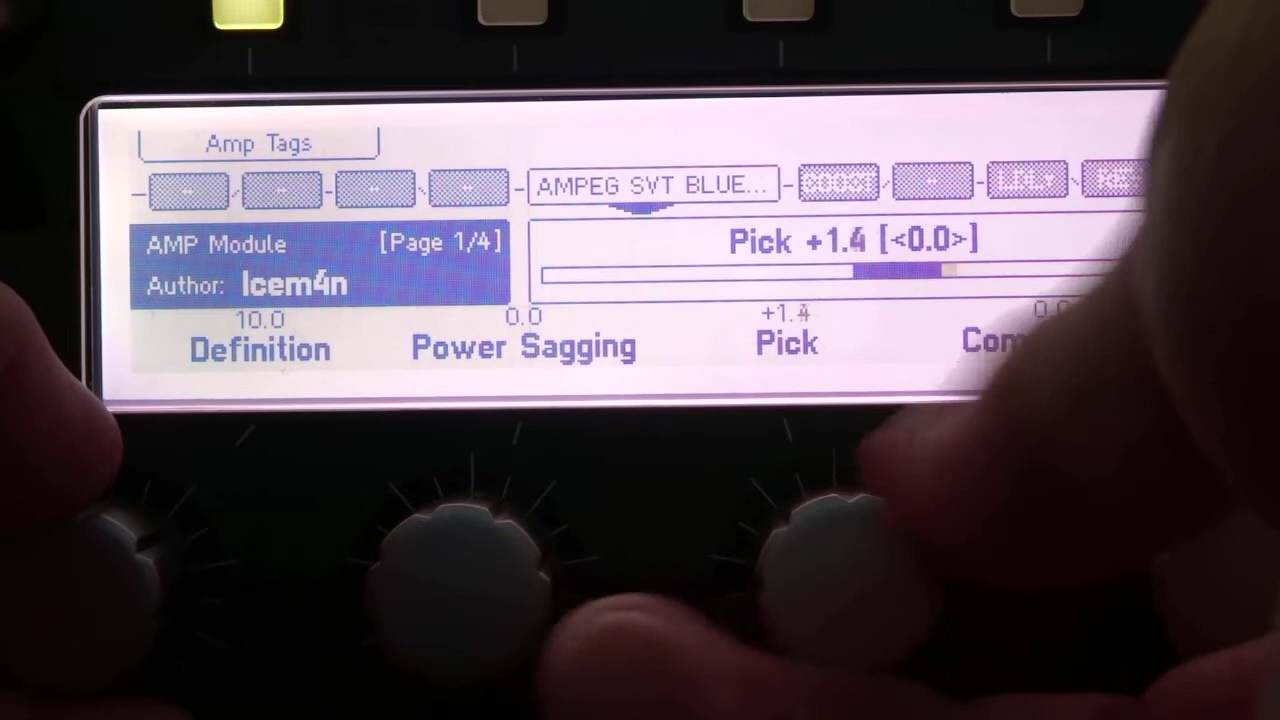 Amp Tags
AMPEG SVT BLUE...
AMP Module [Page 1/4]
Pick +1.4 [<0.0>]
Author: Icem4n
10.0 0.0 +1.4
Definition Power Sagging Pick